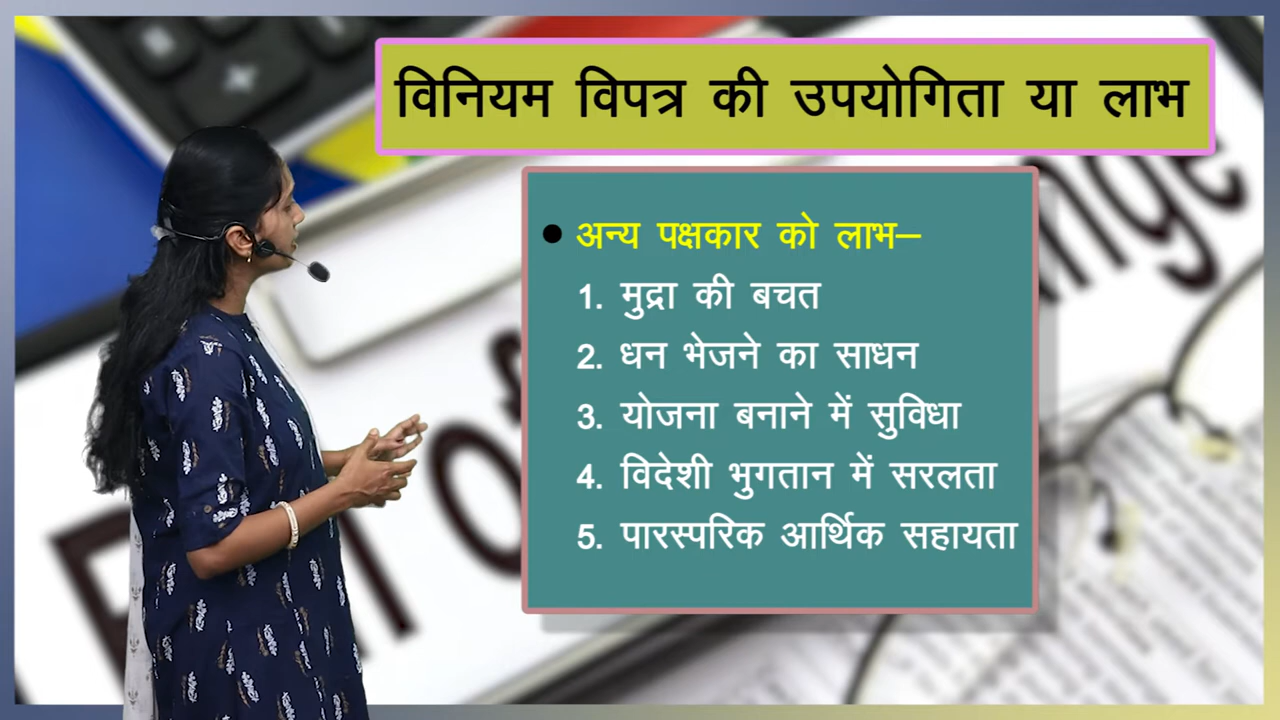 विनियम विपत्र की उपयोगिता या लाभ
• अन्य पक्षकार को लाभ–
1. मुद्रा की बचत
2. धन भेजने का साधन
3. योजना बनाने में सुविधा
4. विदेशी भुगतान में सरलता
5. पारस्परिक आर्थिक सहायता